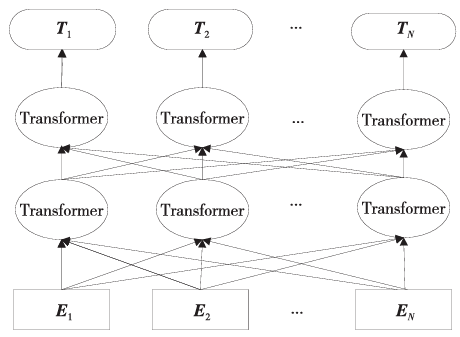 T1 T2 ... TN
Transformer Transformer ... Transformer
Transformer Transformer ... Transformer
E1 E2 ... EN